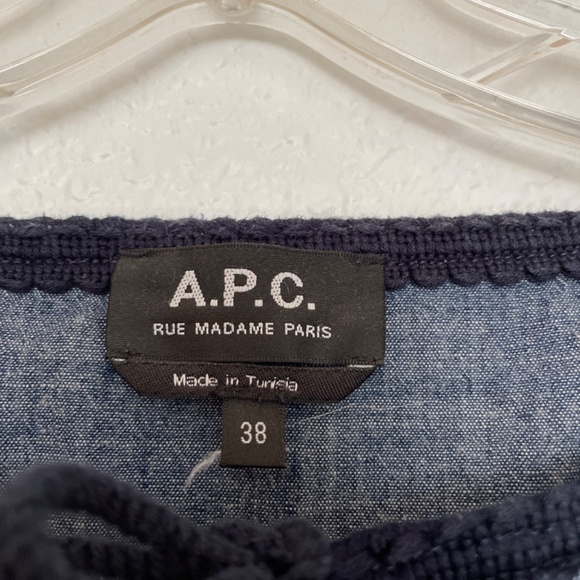 A.P.C.
RUE MADAME PARIS
Made in Tunisia
38